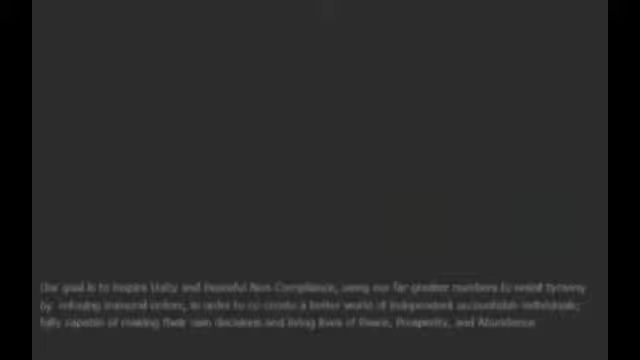 Our goal is to Inspire Unity and Peaceful Non Compliance, using our far greater numbers to resist tyranny
by refusing immoral orders, in order to co-create a better world of independent accountable individuals;
fully capable of making their own decisions and living lives of Peace, Prosperity, and Abundance